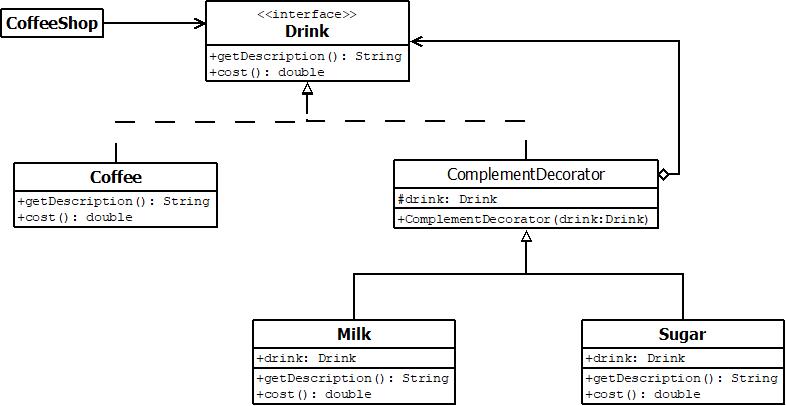 CoffeeShop
<<interface>>
Drink
+getDescription(): String
+cost(): double
Coffee
+getDescription(): String
+cost(): double
ComplementDecorator
#drink: Drink
+ComplementDecorator(drink:Drink)
Milk
+drink: Drink
+getDescription(): String
+cost(): double
Sugar
+drink: Drink
+getDescription(): String
+cost(): double